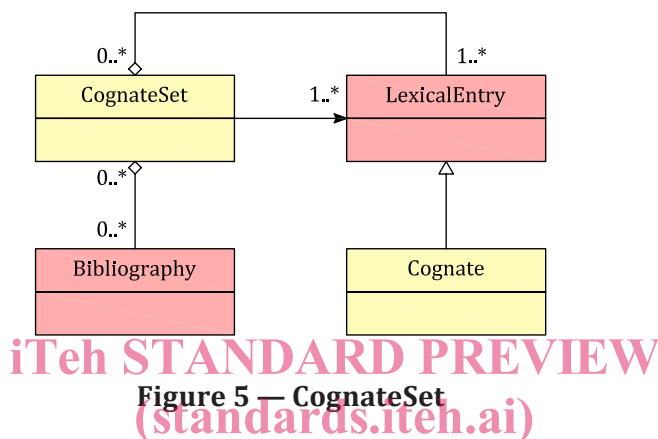 0..* 1..*
CognateSet 1..* LexicalEntry
0..*
0..*
Bibliography Cognate
iTeh STANDARD PREVIEW
Figure 5 — CognateSet
(standards.iteh.ai)